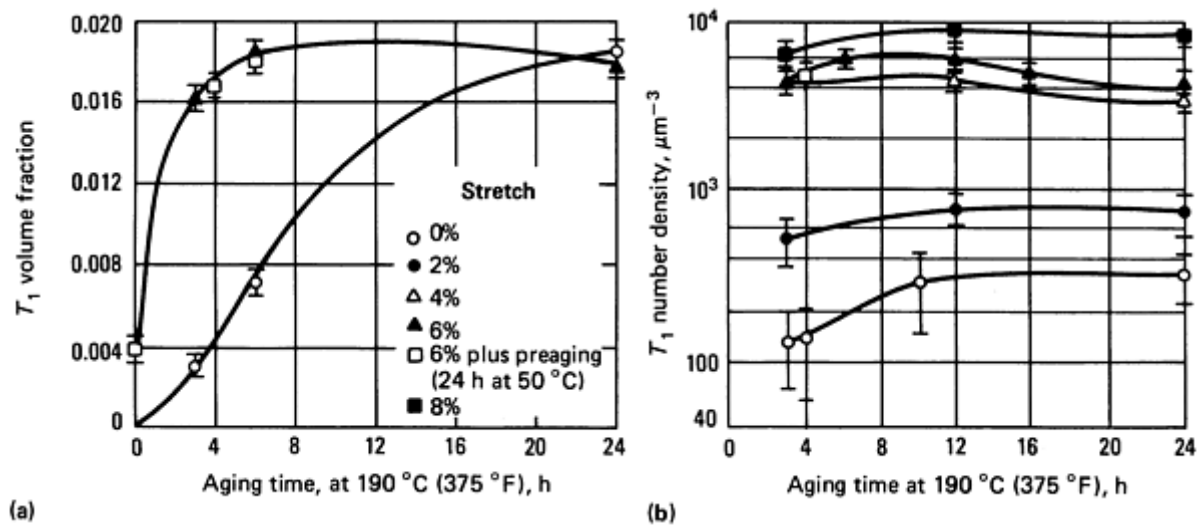 0.020
0.016
0.012
0.008
0.004
0
T₁ volume fraction
Stretch
0%
2%
4%
6%
6% plus preaging
(24 h at 50 °C)
8%
0 4 8 12 16 20 24
Aging time, at 190 °C (375 °F), h
(a)
10⁴
10³
100
40
T₁ number density, μm⁻³
0 4 8 12 16 20 24
Aging time at 190 °C (375 °F), h
(b)